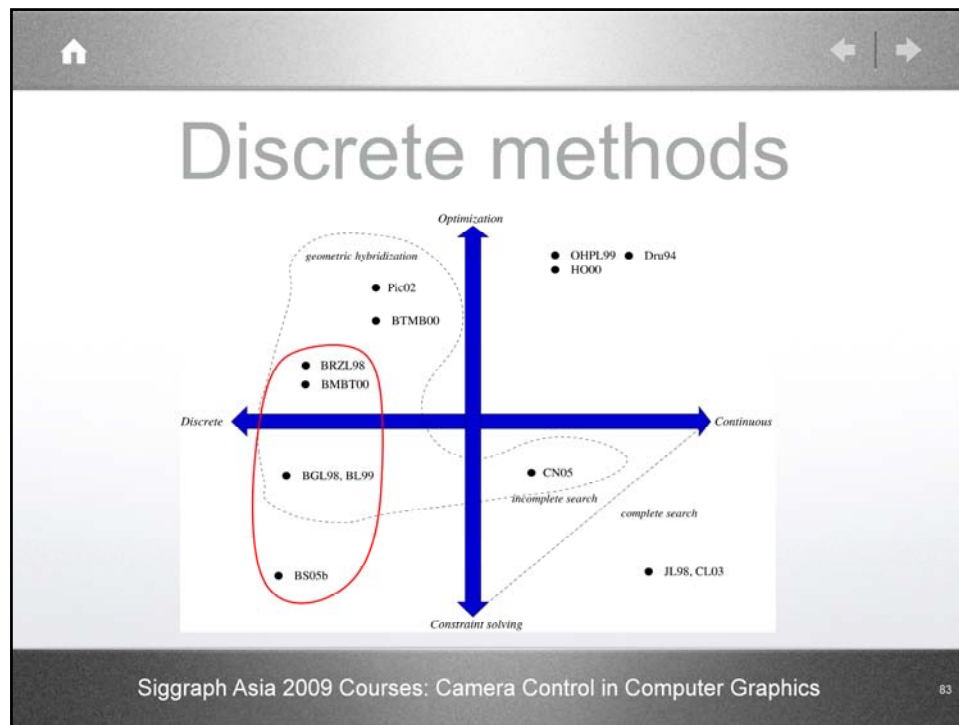 Discrete methods
Optimization
geometric hybridization
OHPL99 Dru94
HO00
Pic02
BTMB00
BRZL98
BMBT00
Discrete
Continuous
BGL98, BL99
CN05
incomplete search
complete search
BS05b
JL98, CL03
Constraint solving
Siggraph Asia 2009 Courses: Camera Control in Computer Graphics
83